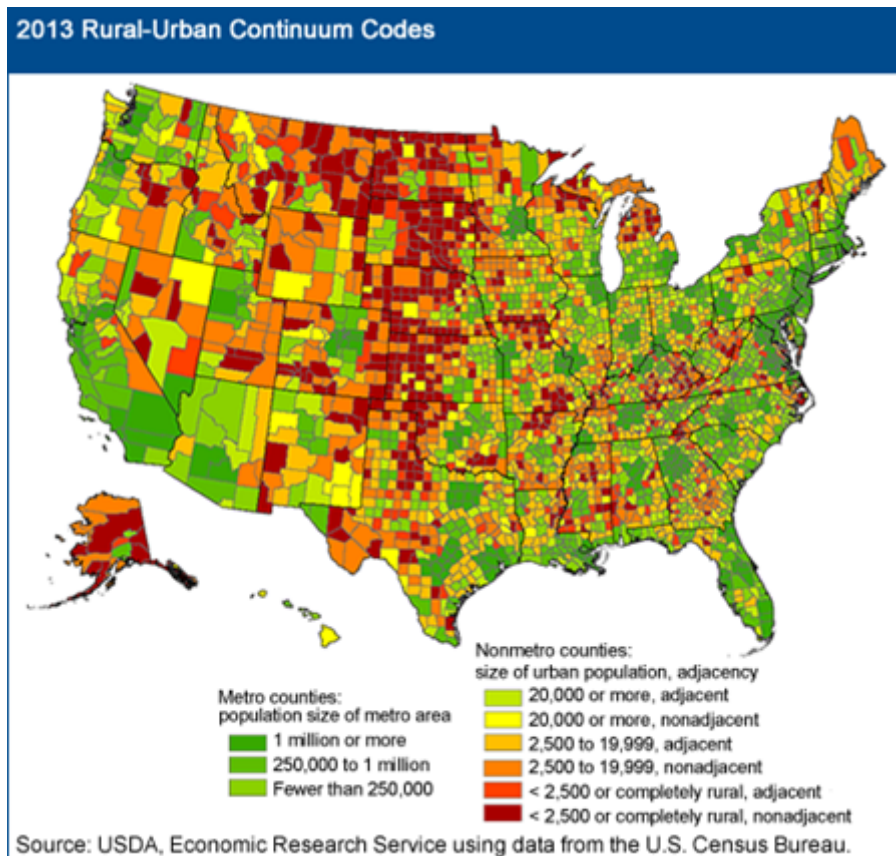 2013 Rural-Urban Continuum Codes
Metro counties:
population size of metro area
1 million or more
250,000 to 1 million
Fewer than 250,000
Nonmetro counties:
size of urban population, adjacency
20,000 or more, adjacent
20,000 or more, nonadjacent
2,500 to 19,999, adjacent
2,500 to 19,999, nonadjacent
< 2,500 or completely rural, adjacent
< 2,500 or completely rural, nonadjacent
Source: USDA, Economic Research Service using data from the U.S. Census Bureau.